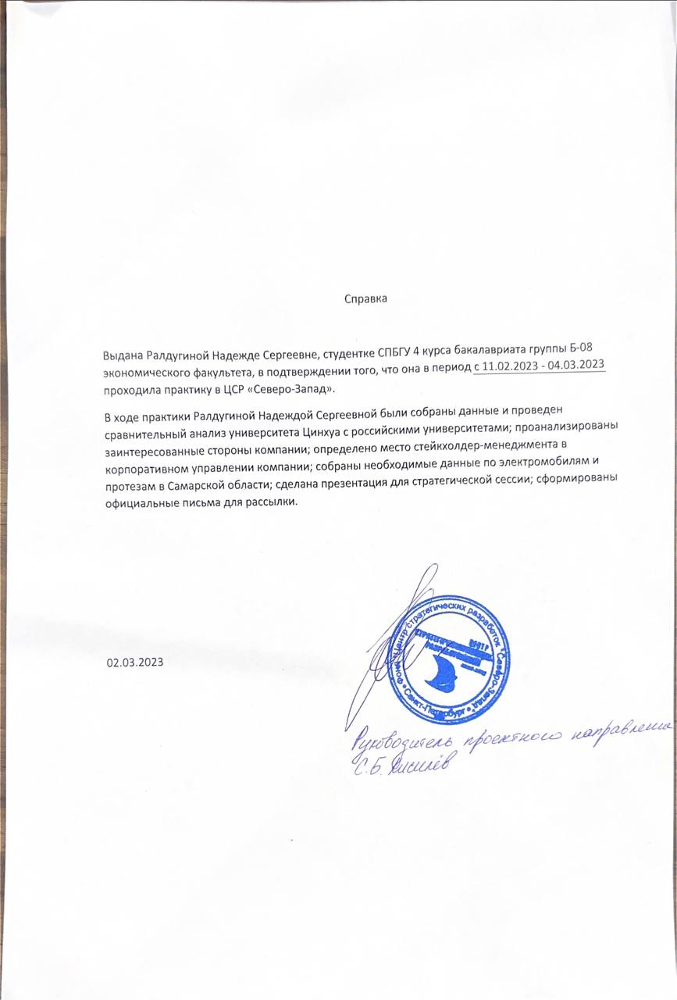 Справка
Выдана Ралдугиной Надежде Сергеевне, студентке СПБГУ 4 курса бакалавриата группы Б-08
экономического факультета, в подтверждении того, что она в период с 11.02.2023 - 04.03.2023
проходила практику в ЦСР «Северо-Запад».
В ходе практики Ралдугиной Надеждой Сергеевной были собраны данные и проведен
сравнительный анализ университета Цинхуа с российскими университетами; проанализированы
заинтересованные стороны компании; определено место стейкхолдер-менеджмента в
корпоративном управлении компании; собраны необходимые данные по электромобилям и
протезам в Самарской области; сделана презентация для стратегической сессии; сформированы
официальные письма для рассылки.
Фонд "Центр стратегических разработок "Северо-Запад"
Санкт-Петербург
ЦЕНТР
02.03.2023
Руководитель проектного направления
С.Б. Киселёв